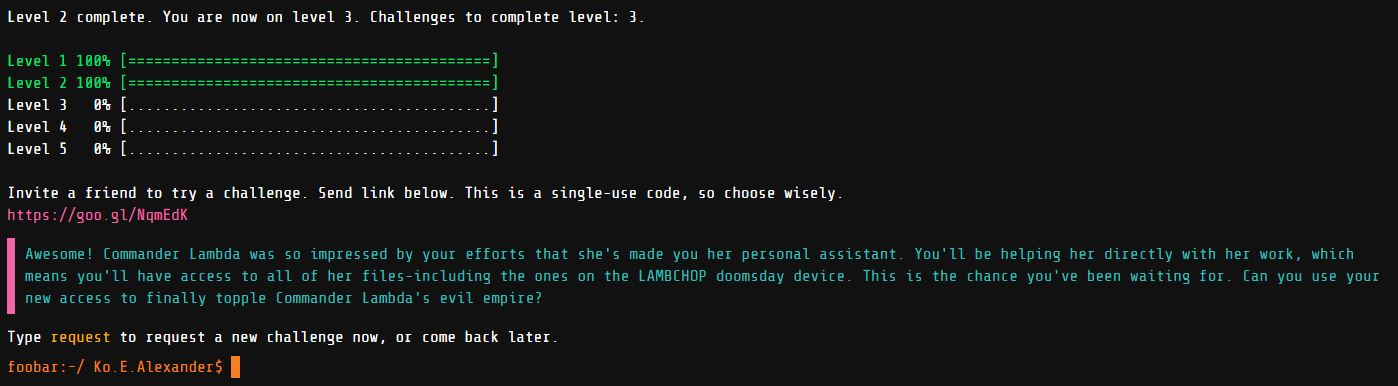 Level 2 complete. You are now on level 3. Challenges to complete level: 3.
Level 1 100% [==========================================]
Level 2 100% [==========================================]
Level 3   0% [..........................................]
Level 4   0% [..........................................]
Level 5   0% [..........................................]
Invite a friend to try a challenge. Send link below. This is a single-use code, so choose wisely.
https://goo.gl/NqmEdK
Awesome! Commander Lambda was so impressed by your efforts that she's made you her personal assistant. You'll be helping her directly with her work, which
means you'll have access to all of her files-including the ones on the LAMBCHOP doomsday device. This is the chance you've been waiting for. Can you use your
new access to finally topple Commander Lambda's evil empire?
Type request to request a new challenge now, or come back later.
foobar:~/ Ko.E.Alexander$